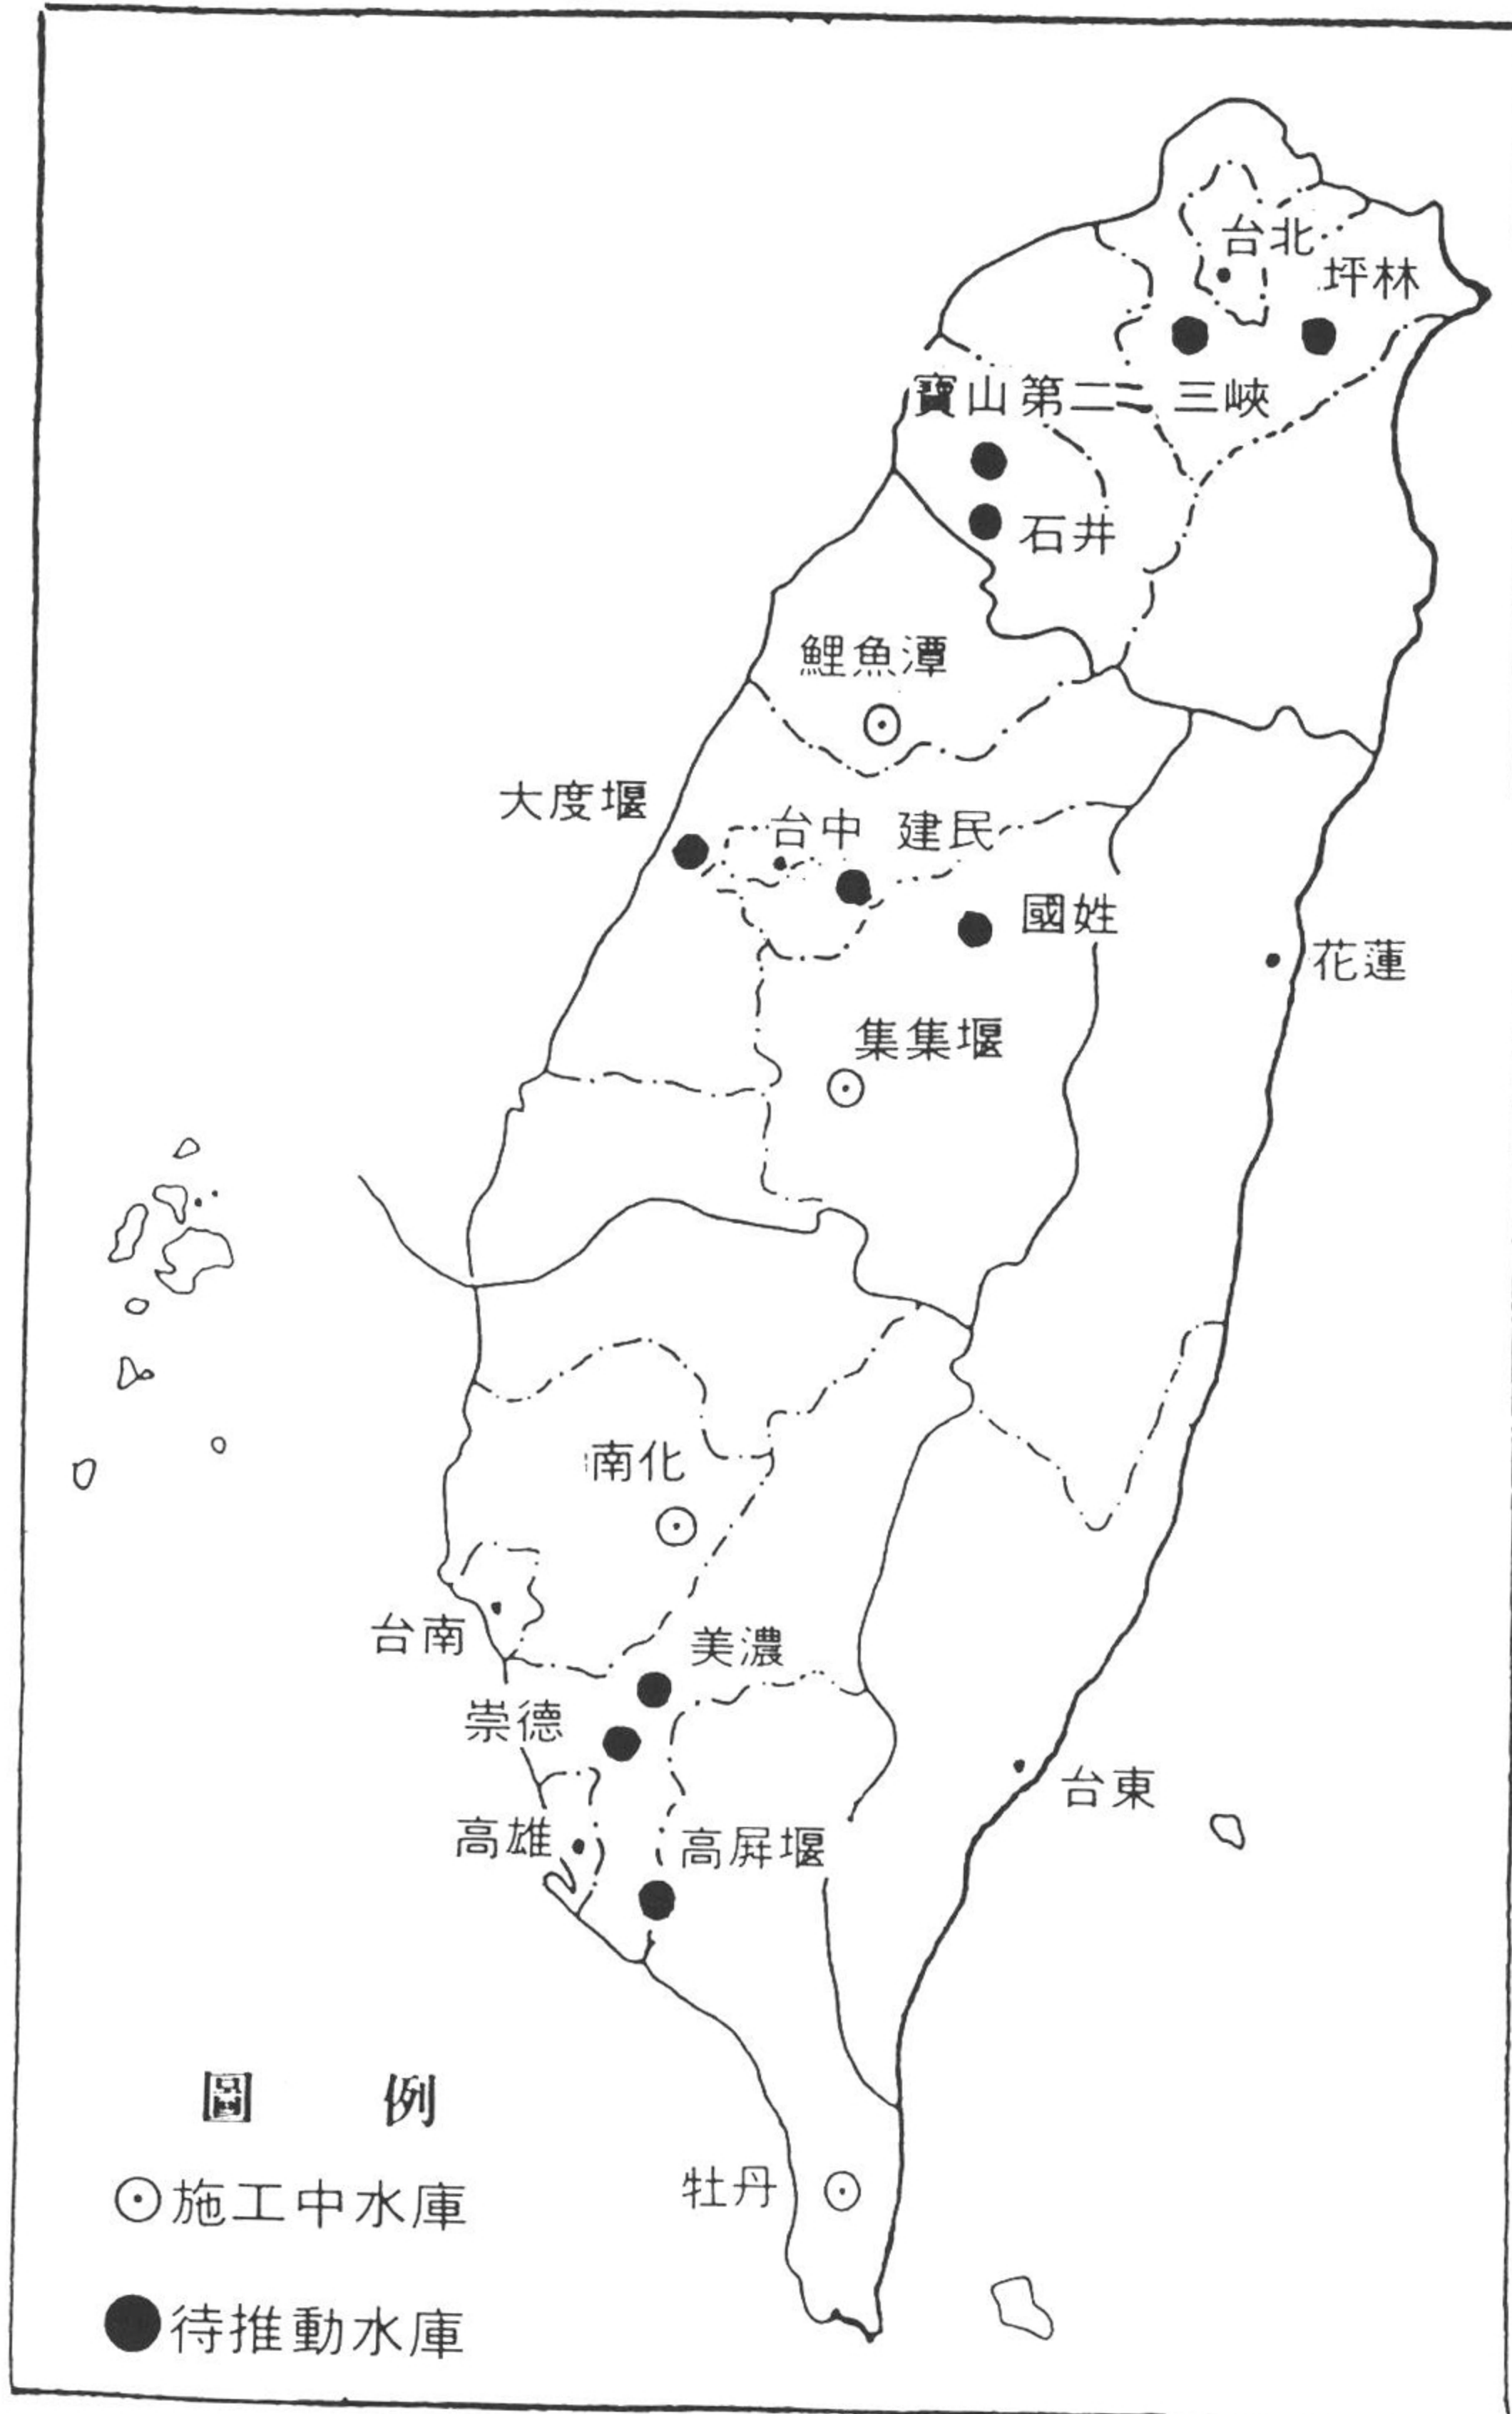 台北
坪林
寶山第二 三峽
石井
鯉魚潭
大度堰
台中 建民
國姓
花蓮
集集堰
南化
台南
美濃
崇德
台東
高雄
高屏堰
牡丹
圖 例
施工中水庫
待推動水庫